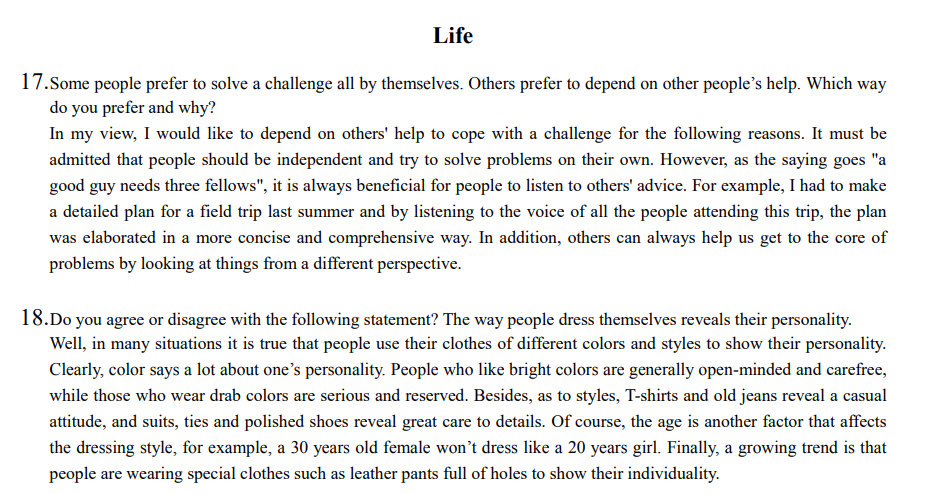 Life
17.Some people prefer to solve a challenge all by themselves. Others prefer to depend on other people’s help. Which way
do you prefer and why?
In my view, I would like to depend on others' help to cope with a challenge for the following reasons. It must be
admitted that people should be independent and try to solve problems on their own. However, as the saying goes "a
good guy needs three fellows", it is always beneficial for people to listen to others' advice. For example, I had to make
a detailed plan for a field trip last summer and by listening to the voice of all the people attending this trip, the plan
was elaborated in a more concise and comprehensive way. In addition, others can always help us get to the core of
problems by looking at things from a different perspective.
18.Do you agree or disagree with the following statement? The way people dress themselves reveals their personality.
Well, in many situations it is true that people use their clothes of different colors and styles to show their personality.
Clearly, color says a lot about one’s personality. People who like bright colors are generally open-minded and carefree,
while those who wear drab colors are serious and reserved. Besides, as to styles, T-shirts and old jeans reveal a casual
attitude, and suits, ties and polished shoes reveal great care to details. Of course, the age is another factor that affects
the dressing style, for example, a 30 years old female won’t dress like a 20 years girl. Finally, a growing trend is that
people are wearing special clothes such as leather pants full of holes to show their individuality.